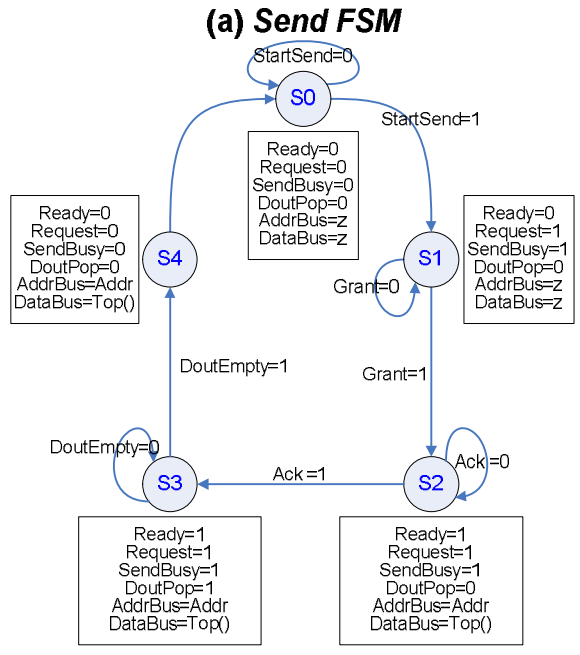 (a) Send FSM
StartSend=0
S0
StartSend=1
Ready=0
Request=0
SendBusy=0
DoutPop=0
AddrBus=z
DataBus=z
Ready=0
Request=0
SendBusy=0
DoutPop=0
AddrBus=Addr
DataBus=Top()
S4
S1
Grant=0
Ready=0
Request=1
SendBusy=1
DoutPop=0
AddrBus=z
DataBus=z
DoutEmpty=1
Grant=1
DoutEmpty=0
S3
Ack=1
S2
Ack=0
Ready=1
Request=1
SendBusy=1
DoutPop=1
AddrBus=Addr
DataBus=Top()
Ready=1
Request=1
SendBusy=1
DoutPop=0
AddrBus=Addr
DataBus=Top()